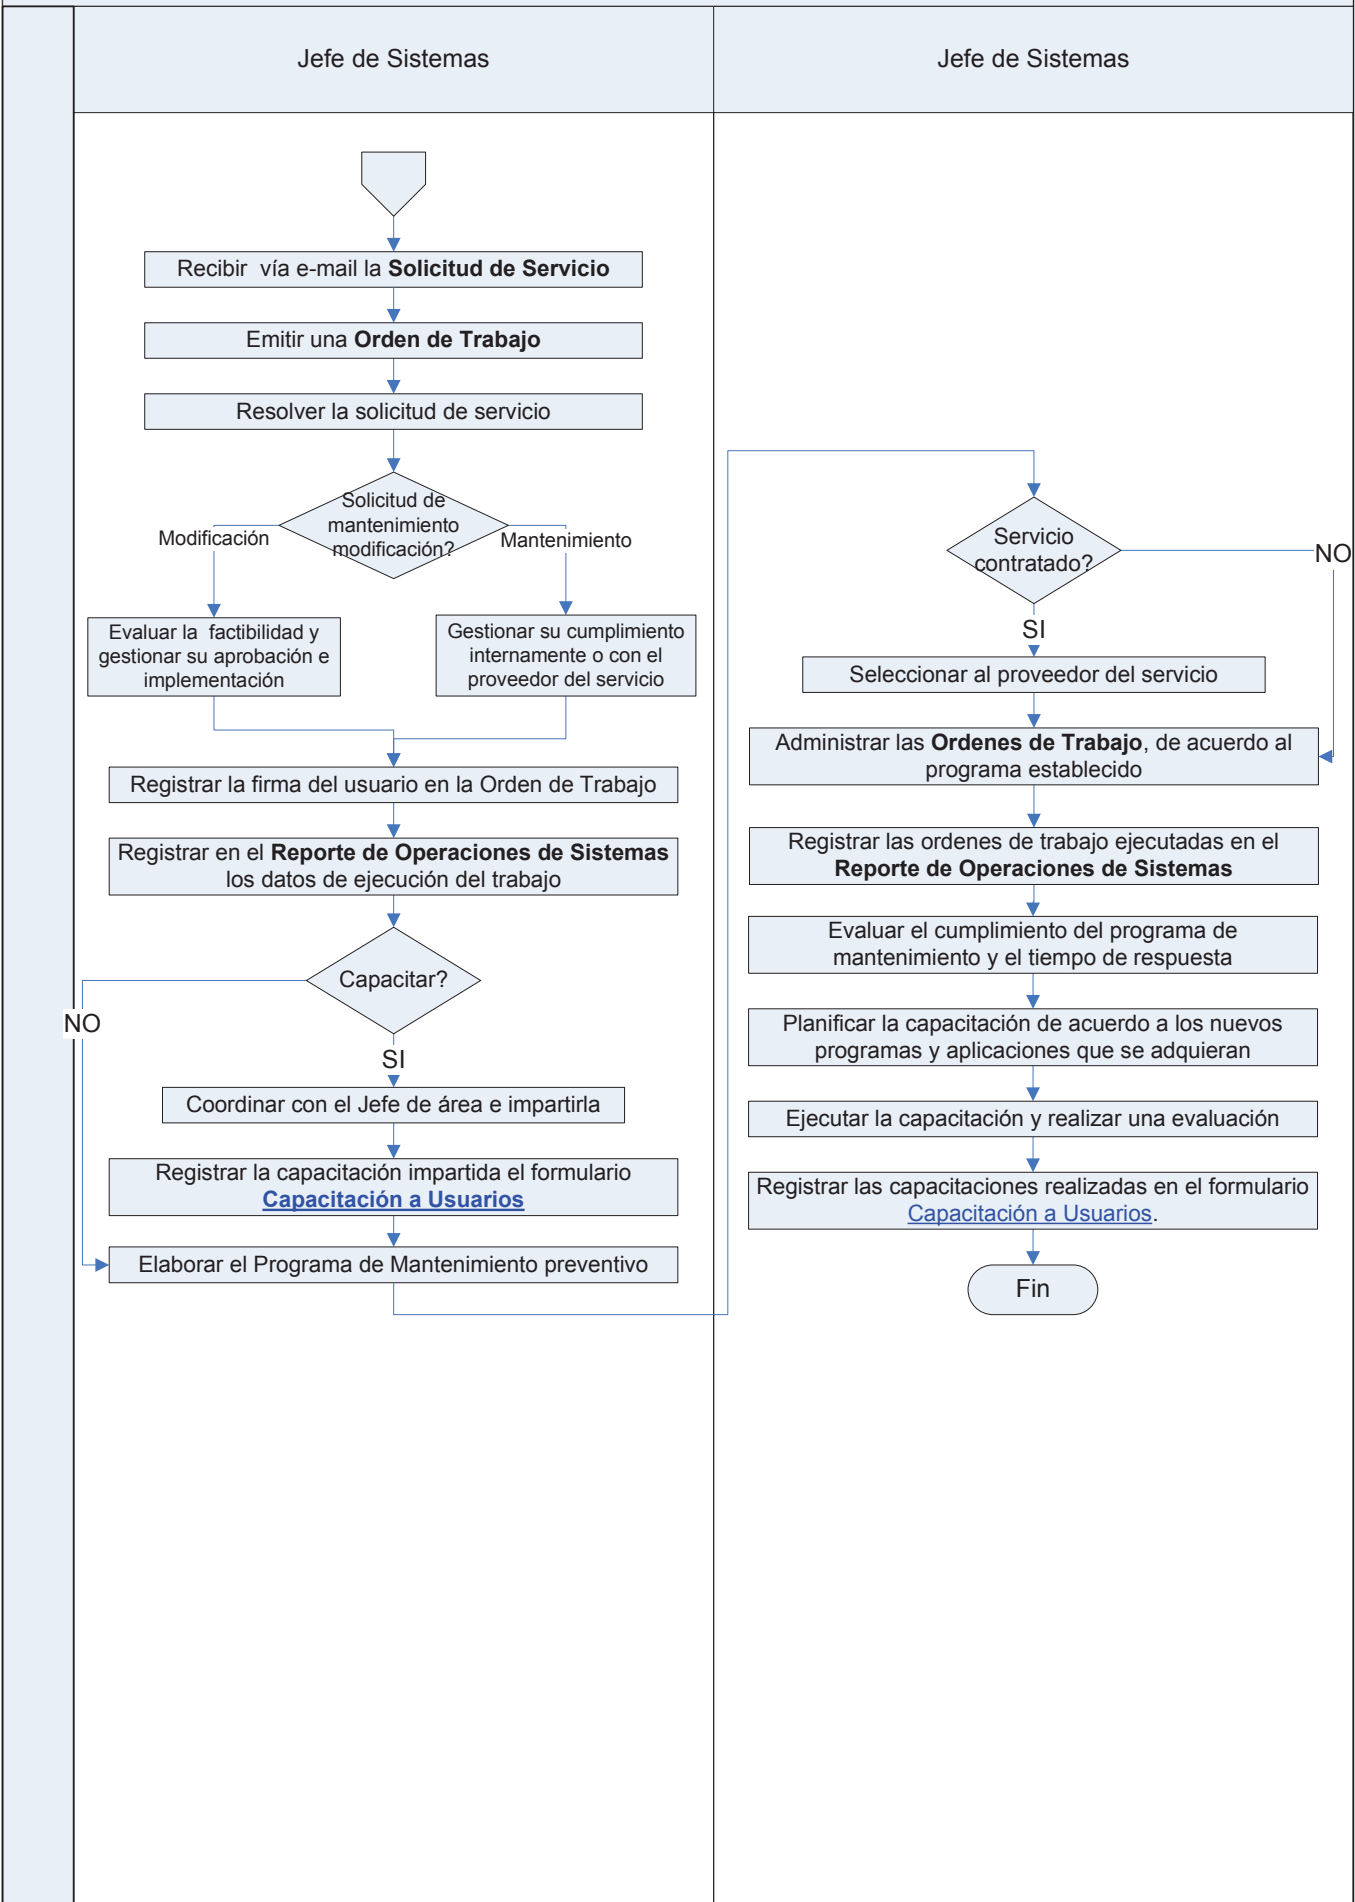 Jefe de Sistemas
Recibir vía e-mail la Solicitud de Servicio
Emitir una Orden de Trabajo
Resolver la solicitud de servicio
Solicitud de
mantenimiento
modificación?
Modificación
Mantenimiento
Evaluar la factibilidad y
gestionar su aprobación e
implementación
Gestionar su cumplimiento
internamente o con el
proveedor del servicio
Registrar la firma del usuario en la Orden de Trabajo
Registrar en el Reporte de Operaciones de Sistemas
los datos de ejecución del trabajo
Capacitar?
NO
SI
Coordinar con el Jefe de área e impartirla
Registrar la capacitación impartida el formulario
Capacitación a Usuarios
Elaborar el Programa de Mantenimiento preventivo
Jefe de Sistemas
Servicio
contratado?
NO
SI
Seleccionar al proveedor del servicio
Administrar las Ordenes de Trabajo, de acuerdo al
programa establecido
Registrar las ordenes de trabajo ejecutadas en el
Reporte de Operaciones de Sistemas
Evaluar el cumplimiento del programa de
mantenimiento y el tiempo de respuesta
Planificar la capacitación de acuerdo a los nuevos
programas y aplicaciones que se adquieran
Ejecutar la capacitación y realizar una evaluación
Registrar las capacitaciones realizadas en el formulario
Capacitación a Usuarios.
Fin